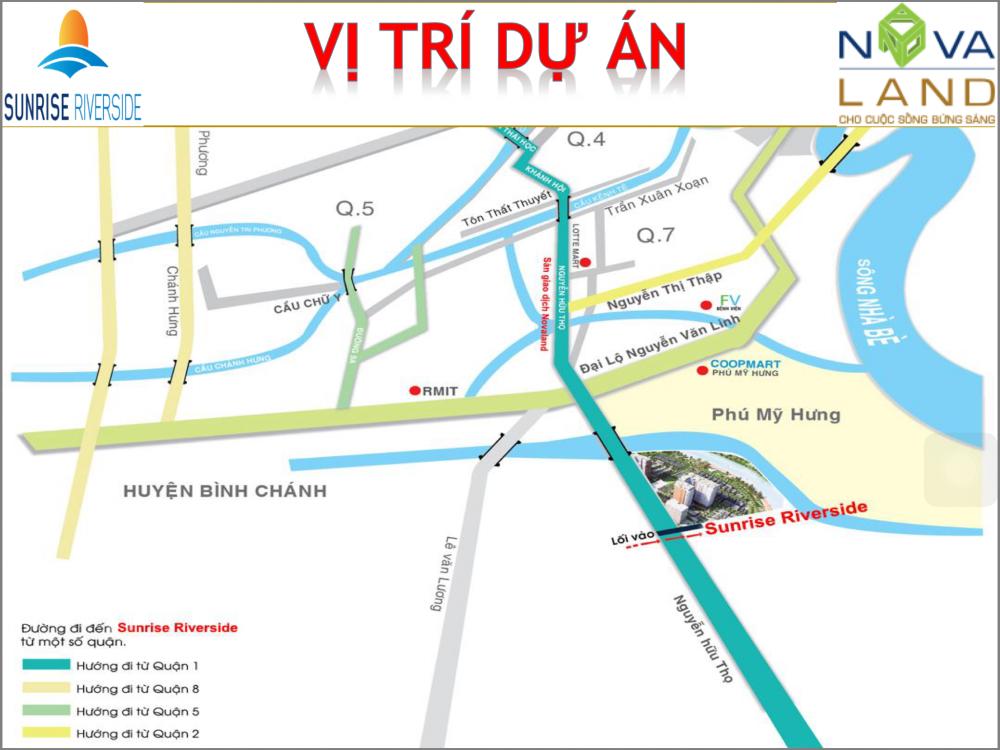 SUNRISE RIVERSIDE
VỊ TRÍ DỰ ÁN
NOVA
LAND
CHO CUỘC SỐNG BỪNG SÁNG
THÁI HỌC
Q.4
Phương
KHÁNH HỘI
Tôn Thất Thuyết
CẦU KÊNH TẺ
Trần Xuân Xoạn
Q.5
CẦU NGUYỄN TRI PHƯƠNG
Q.7
LOTTE MART
Chánh Hưng
CẦU CHỮ Y
Sàn giao dịch Novaland
NGUYỄN HỮU THỌ
Nguyễn Thị Thập
FV
BỆNH VIỆN
SÔNG NHÀ BÈ
ĐƯỜNG 9A
Đại Lộ Nguyễn Văn Linh
CẦU CHÁNH HƯNG
COOPMART
PHÚ MỸ HƯNG
RMIT
Phú Mỹ Hưng
HUYỆN BÌNH CHÁNH
Sunrise Riverside
Lối vào
Lê văn Lương
Nguyễn hữu Thọ
Đường đi đến Sunrise Riverside
từ một số quận.
Hướng đi từ Quận 1
Hướng đi từ Quận 8
Hướng đi từ Quận 5
Hướng đi từ Quận 2